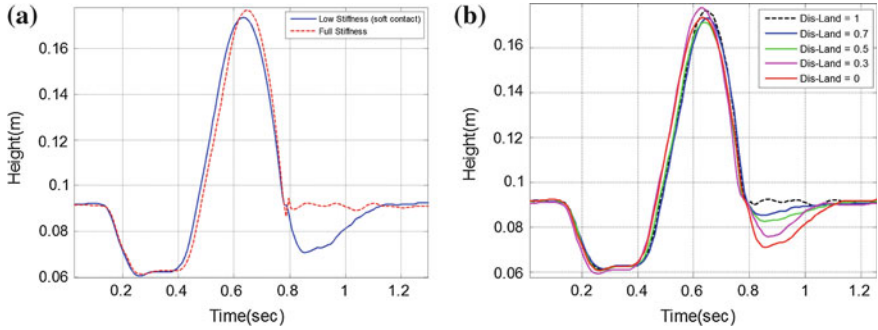 (a)
Low Stiffness (soft contact)
Full Stiffness
0.16
0.14
0.12
0.1
0.08
0.06
0.2
0.4
0.6
0.8
1
1.2
Height(m)
Time(sec)
(b)
Dis-Land = 1
Dis-Land = 0.7
Dis-Land = 0.5
Dis-Land = 0.3
Dis-Land = 0
0.16
0.14
0.12
0.1
0.08
0.06
0.2
0.4
0.6
0.8
1
1.2
Height(m)
Time(sec)